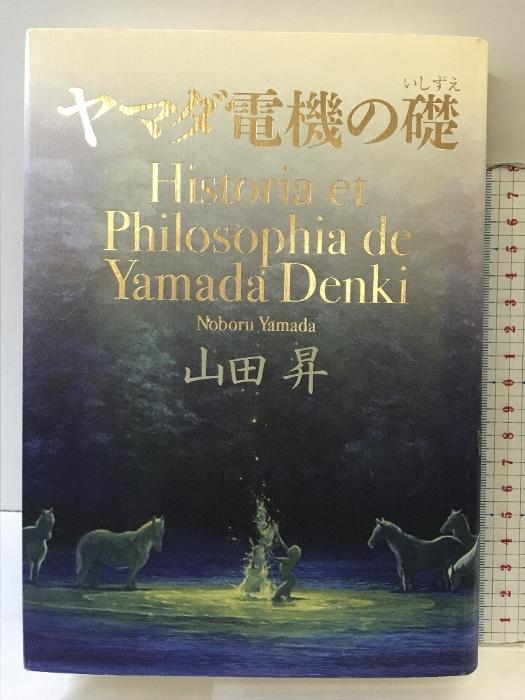 いしずえ
ヤマダ電機の礎
Historia et
Philosophia de
Yamada Denki
Noboru Yamada
山田 昇